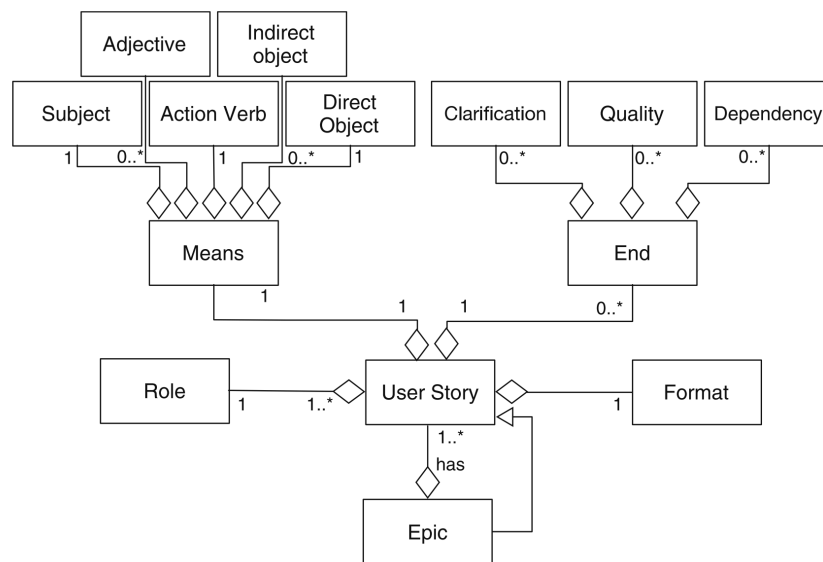 Adjective
Indirect
object
Subject
Action Verb
Direct
Object
Clarification
Quality
Dependency
1
0..*
1
0..*
1
0..*
0..*
0..*
Means
End
1
1
1
0..*
Role
User Story
Format
1
1..*
1
1..*
has
Epic